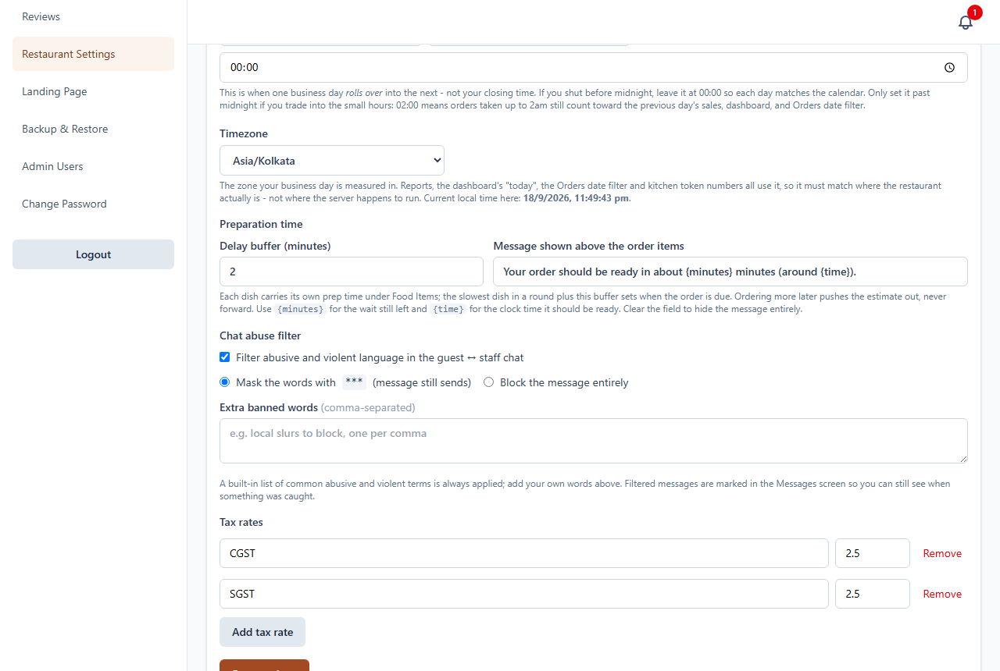 Reviews
Restaurant Settings
Landing Page
Backup & Restore
Admin Users
Change Password
Logout
1
00:00
This is when one business day rolls over into the next - not your closing time. If you shut before midnight, leave it at 00:00 so each day matches the calendar. Only set it past
midnight if you trade into the small hours: 02:00 means orders taken up to 2am still count toward the previous day's sales, dashboard, and Orders date filter.
Timezone
Asia/Kolkata
The zone your business day is measured in. Reports, the dashboard's "today", the Orders date filter and kitchen token numbers all use it, so it must match where the restaurant
actually is - not where the server happens to run. Current local time here: 18/9/2026, 11:49:43 pm.
Preparation time
Delay buffer (minutes)
Message shown above the order items
2
Your order should be ready in about {minutes} minutes (around {time}).
Each dish carries its own prep time under Food Items; the slowest dish in a round plus this buffer sets when the order is due. Ordering more later pushes the estimate out, never
forward. Use {minutes} for the wait still left and {time} for the clock time it should be ready. Clear the field to hide the message entirely.
Chat abuse filter
Filter abusive and violent language in the guest ↔ staff chat
Mask the words with *** (message still sends)
Block the message entirely
Extra banned words (comma-separated)
e.g. local slurs to block, one per comma
A built-in list of common abusive and violent terms is always applied; add your own words above. Filtered messages are marked in the Messages screen so you can still see when
something was caught.
Tax rates
CGST
2.5
Remove
SGST
2.5
Remove
Add tax rate